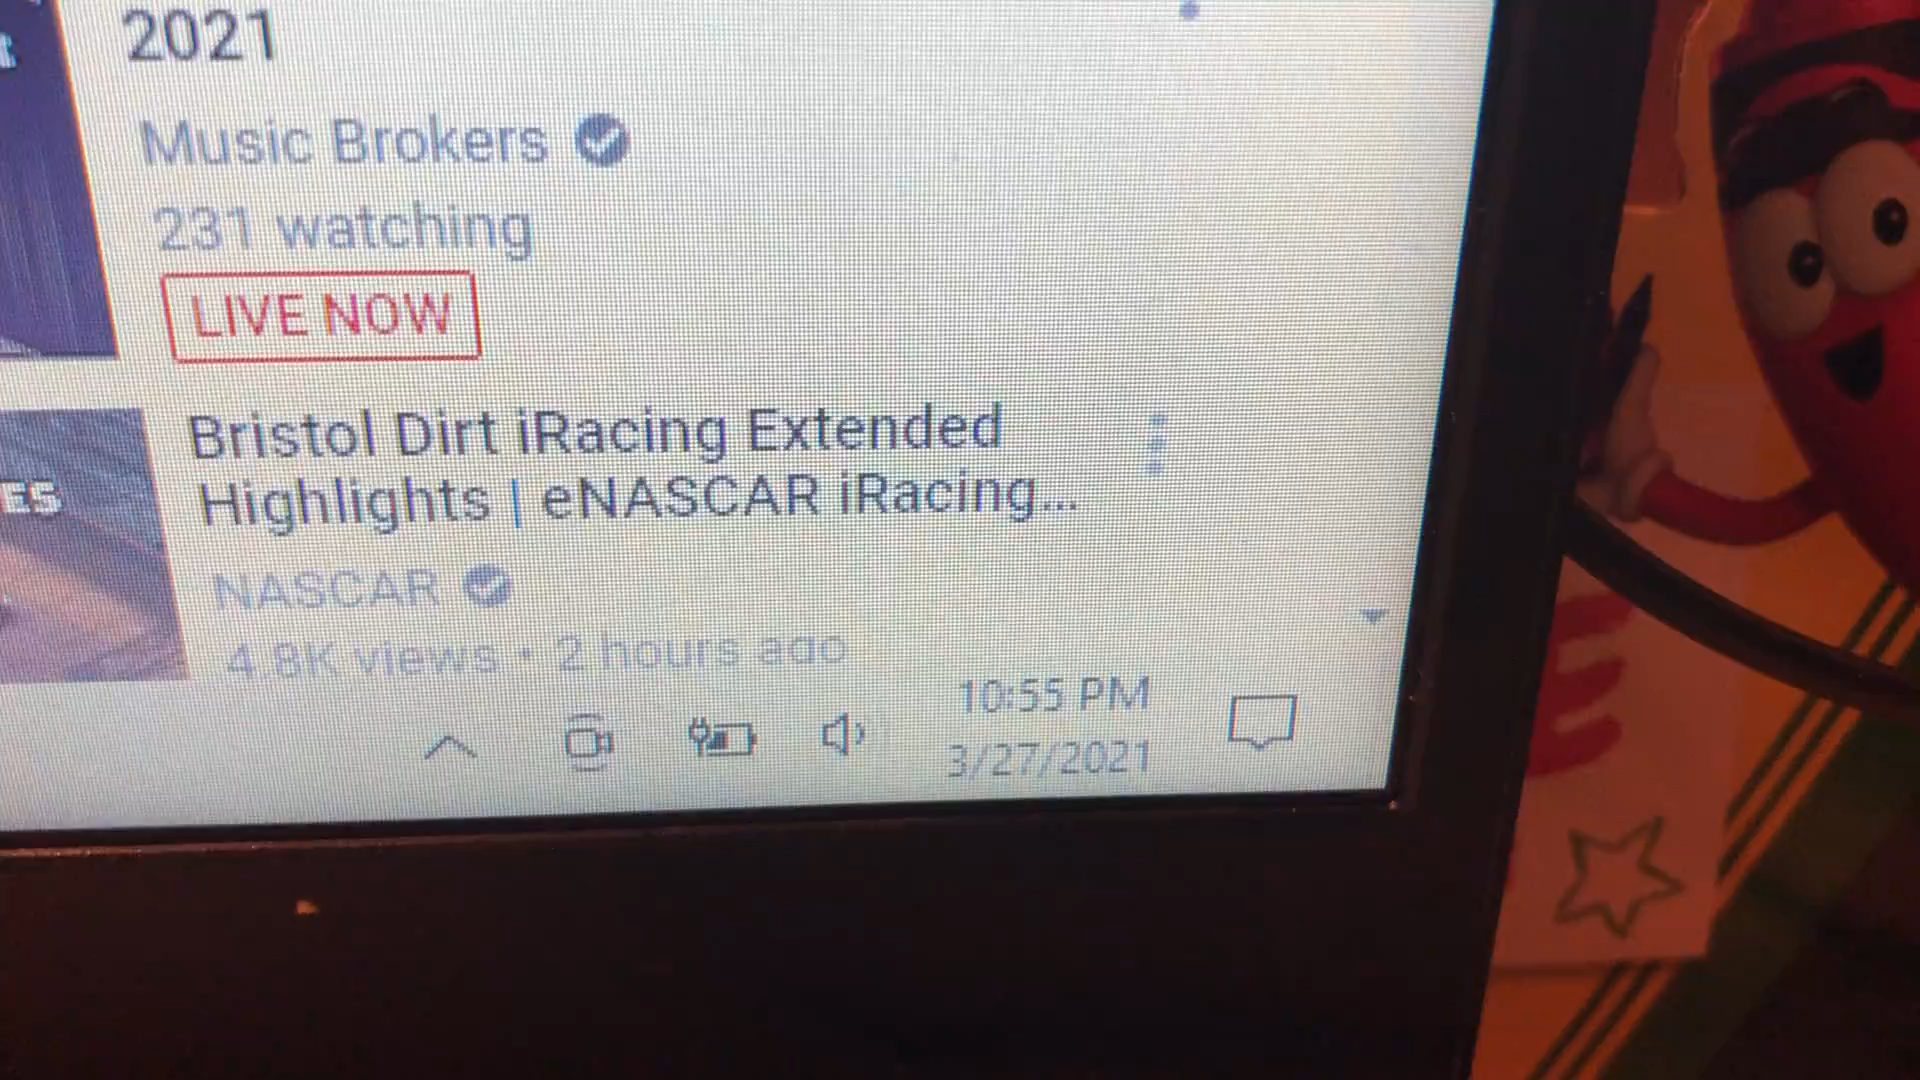 2021
Music Brokers
231 watching
LIVE NOW
Bristol Dirt iRacing Extended
Highlights | eNASCAR iRacing...
ES
NASCAR
4.8K views • 2 hours ago
10:55 PM
3/27/2021
E